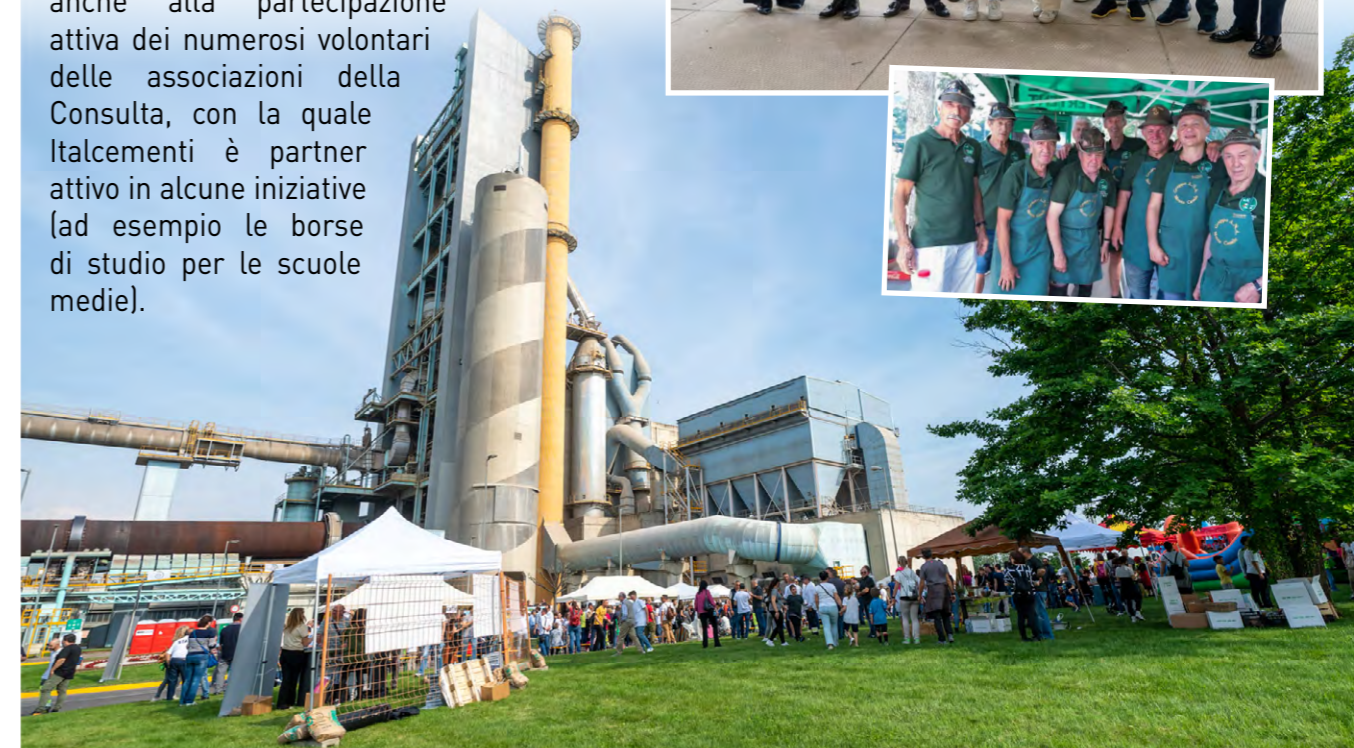 anche alla partecipazione
attiva dei numerosi volontari
delle associazioni della
Consulta, con la quale
Italcementi è partner
attivo in alcune iniziative
(ad esempio le borse
di studio per le scuole
medie).